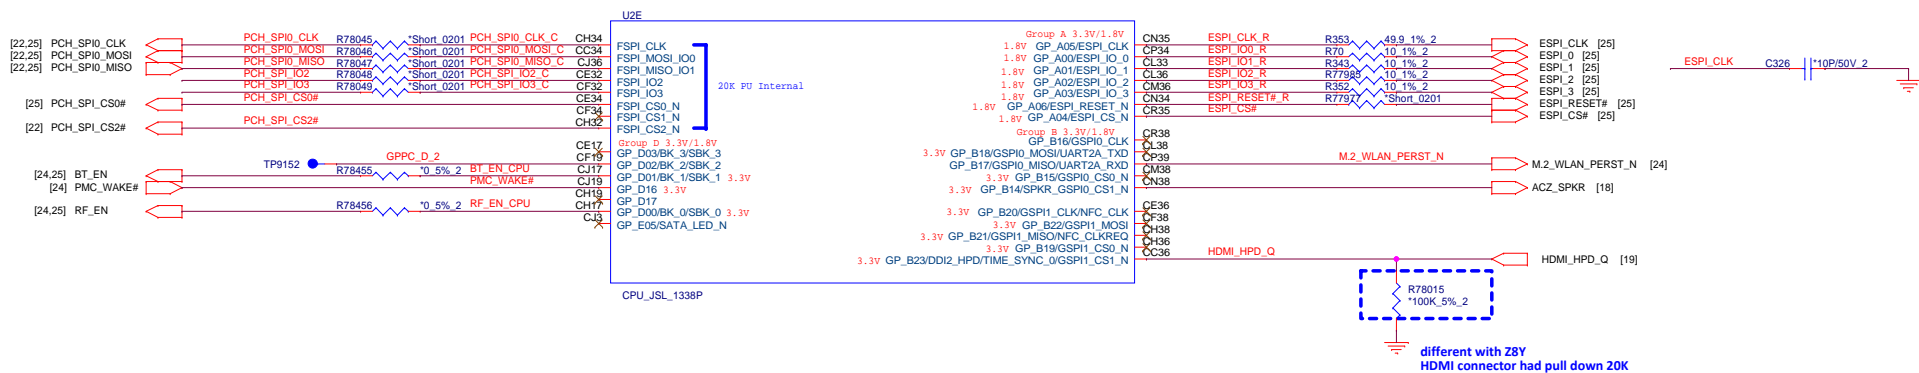 U2E
[22,25] PCH_SPI0_CLK PCH_SPI0_CLK R78045 *Short_0201 PCH_SPI0_CLK_C CH34 FSPI_CLK
[22,25] PCH_SPI0_MOSI PCH_SPI0_MOSI R78046 *Short_0201 PCH_SPI0_MOSI_C CC34 FSPI_MOSI_IO0
[22,25] PCH_SPI0_MISO PCH_SPI0_MISO R78047 *Short_0201 PCH_SPI0_MISO_C CJ36 FSPI_MISO_IO1
PCH_SPI_IO2 R78048 *Short_0201 PCH_SPI_IO2_C CE32 FSPI_IO2
PCH_SPI_IO3 R78049 *Short_0201 PCH_SPI_IO3_C CF32 FSPI_IO3
20K PU Internal
[25] PCH_SPI_CS0# PCH_SPI_CS0# CE34 FSPI_CS0_N
CF34 FSPI_CS1_N
[22] PCH_SPI_CS2# PCH_SPI_CS2# CH32 FSPI_CS2_N
Group D 3.3V/1.8V
CE17 GP_D03/BK_3/SBK_3
TP9152 GPPC_D_2 CF19 GP_D02/BK_2/SBK_2
[24,25] BT_EN R78455 *0_5%_2 BT_EN_CPU CJ17 GP_D01/BK_1/SBK_1 3.3V
[24] PMC_WAKE# PMC_WAKE# CJ19 GP_D16 3.3V
CH19 GP_D17
[24,25] RF_EN R78456 *0_5%_2 RF_EN_CPU CH17 GP_D00/BK_0/SBK_0 3.3V
CJ3 GP_E05/SATA_LED_N
Group A 3.3V/1.8V
1.8V GP_A05/ESPI_CLK CN35 ESPI_CLK_R R353 49.9_1%_2 ESPI_CLK [25]
1.8V GP_A00/ESPI_IO_0 CP34 ESPI_IO0_R R70 10_1%_2 ESPI_0 [25]
1.8V GP_A01/ESPI_IO_1 CL33 ESPI_IO1_R R343 10_1%_2 ESPI_1 [25]
1.8V GP_A02/ESPI_IO_2 CL36 ESPI_IO2_R R77985 10_1%_2 ESPI_2 [25]
1.8V GP_A03/ESPI_IO_3 CM36 ESPI_IO3_R R352 10_1%_2 ESPI_3 [25]
1.8V GP_A06/ESPI_RESET_N CN34 ESPI_RESET#_R R77977 *Short_0201 ESPI_RESET# [25]
1.8V GP_A04/ESPI_CS_N CR35 ESPI_CS# ESPI_CS# [25]
Group B 3.3V/1.8V
GP_B16/GSPI0_CLK CR38
3.3V GP_B18/GSPI0_MOSI/UART2A_TXD CL38
GP_B17/GSPI0_MISO/UART2A_RXD CP39 M.2_WLAN_PERST_N M.2_WLAN_PERST_N [24]
3.3V GP_B15/GSPI0_CS0_N CM38
3.3V GP_B14/SPKR_GSPI0_CS1_N CN38 ACZ_SPKR [18]
3.3V GP_B20/GSPI1_CLK/NFC_CLK CE36
3.3V GP_B22/GSPI1_MOSI CF38
3.3V GP_B21/GSPI1_MISO/NFC_CLKREQ CH38
3.3V GP_B19/GSPI1_CS0_N CH36
3.3V GP_B23/DDI2_HPD/TIME_SYNC_0/GSPI1_CS1_N CC36 HDMI_HPD_Q HDMI_HPD_Q [19]
CPU_JSL_1338P
ESPI_CLK C326 *10P/50V_2
R78015
*100K_5%_2
different with Z8Y
HDMI connector had pull down 20K